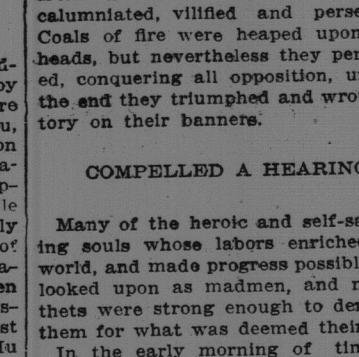 calumniated, vilified and perse
Coals of fire were heaped upon
heads, but nevertheless they per
ed, conquering all opposition, u
the end they triumphed and wro
tory on their banners.
COMPELLED A HEARING
Many of the heroic and self-sa
ing souls whose labors enriche
world, and made progress possibl
looked upon as madmen, and n
thets were strong enough to de
them for what was deemed their
In the early morning of tim